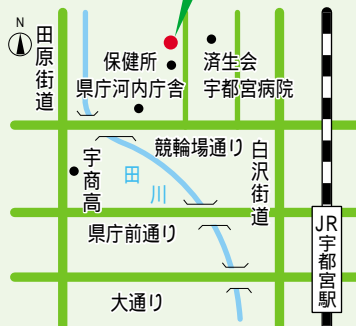 N
田原街道
保健所
県庁河内庁舎
済生会
宇都宮病院
競輪場通り
宇商高
田川
白沢街道
県庁前通り
大通り
JR宇都宮駅